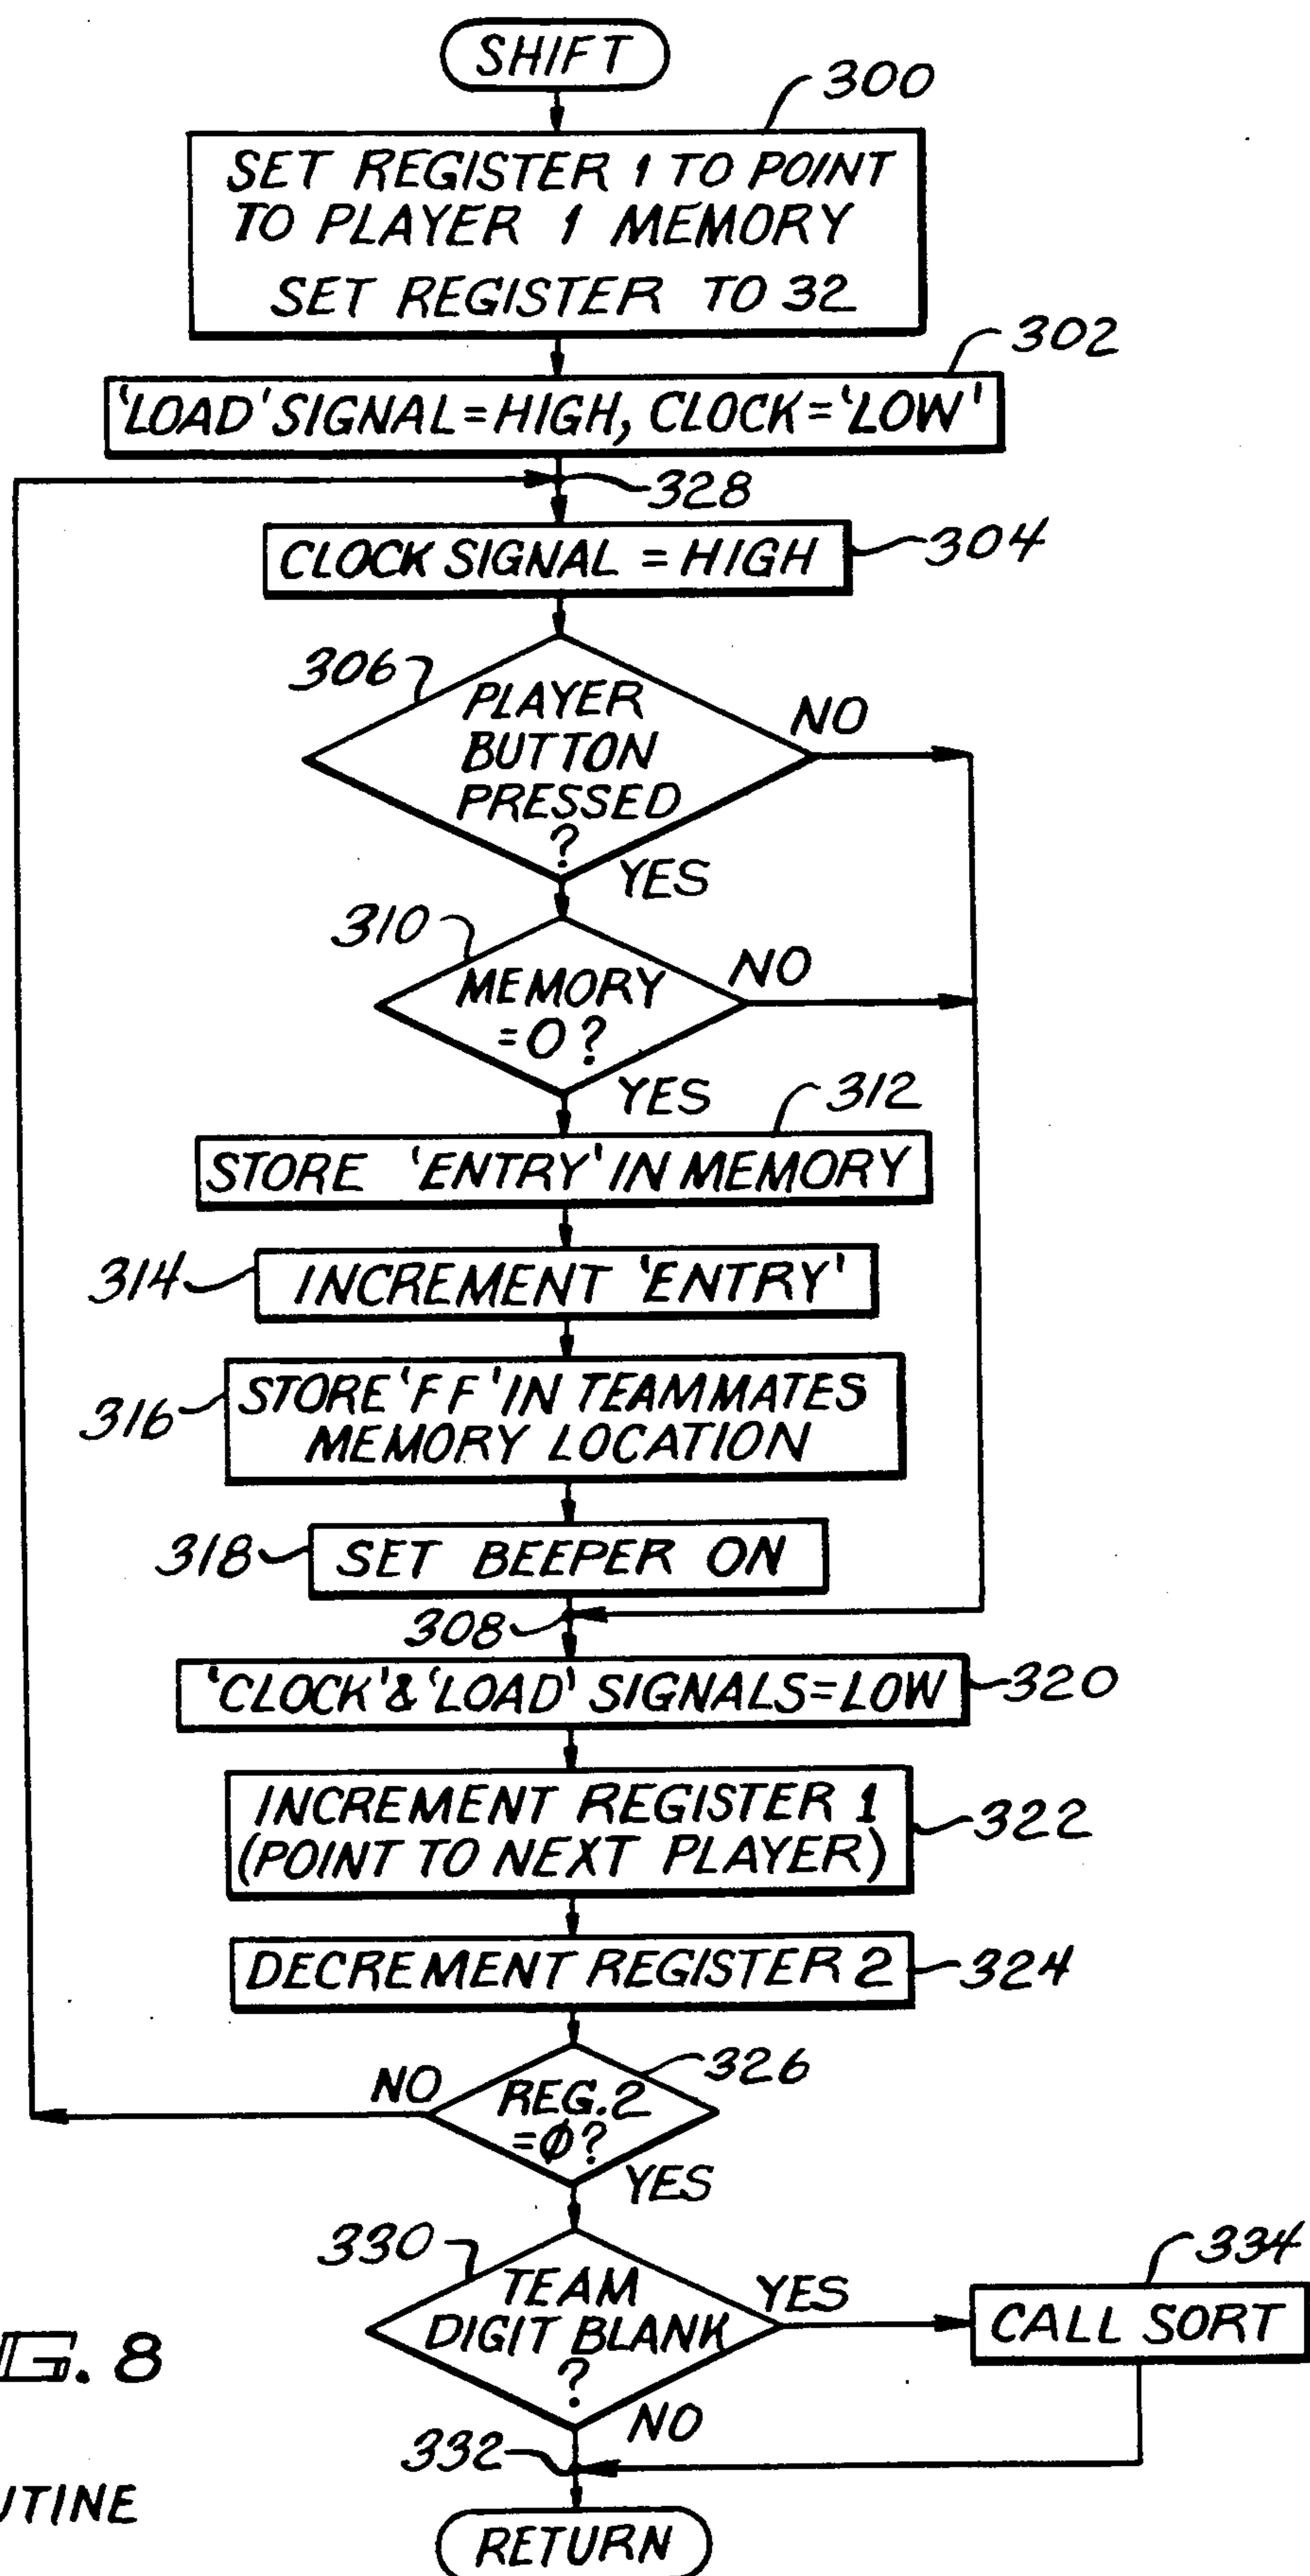 SHIFT
300
SET REGISTER 1 TO POINT
TO PLAYER 1 MEMORY
SET REGISTER TO 32
302
'LOAD' SIGNAL=HIGH, CLOCK='LOW'
328
CLOCK SIGNAL = HIGH
304
306
PLAYER
BUTTON
PRESSED
?
NO
YES
310
MEMORY
=0?
NO
YES
312
STORE 'ENTRY' IN MEMORY
314
INCREMENT 'ENTRY'
316
STORE 'FF' IN TEAMMATES
MEMORY LOCATION
318
SET BEEPER ON
308
'CLOCK' & 'LOAD' SIGNALS=LOW
320
INCREMENT REGISTER 1
(POINT TO NEXT PLAYER)
322
DECREMENT REGISTER 2
324
326
NO
REG.2
=Ø?
YES
330
TEAM
DIGIT BLANK
?
YES
334
CALL SORT
NO
332
RETURN
G. 8
UTINE